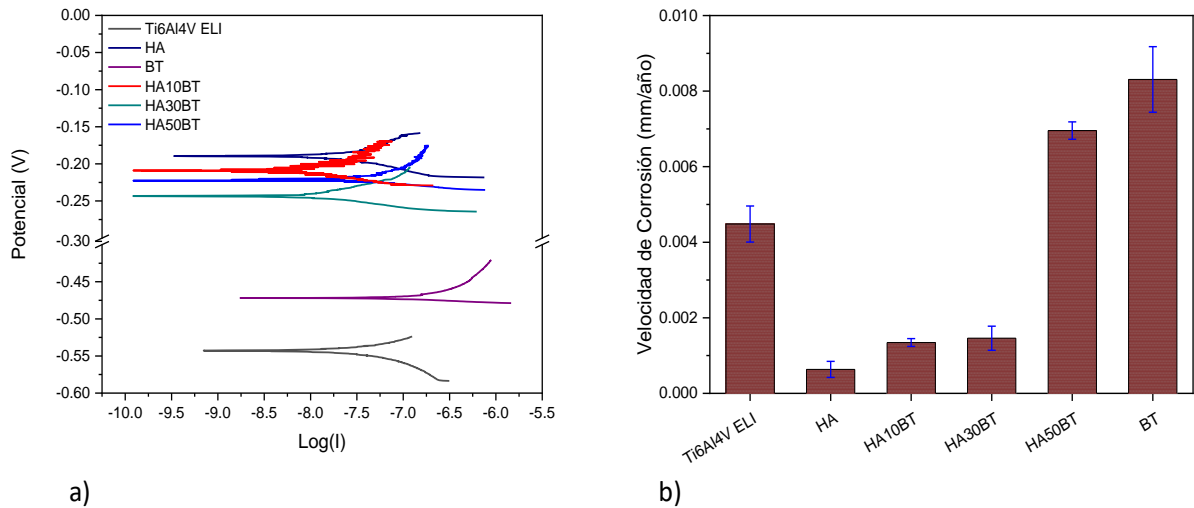 Ti6Al4V ELI
HA
BT
HA10BT
HA30BT
HA50BT
0.00
-0.05
-0.10
-0.15
-0.20
-0.25
-0.30
-0.45
-0.50
-0.55
-0.60
Potencial (V)
-10.0 -9.5 -9.0 -8.5 -8.0 -7.5 -7.0 -6.5 -6.0 -5.5
Log(I)
a)
0.010
0.008
0.006
0.004
0.002
0.000
Velocidad de Corrosión (mm/año)
Ti6Al4V ELI HA HA10BT HA30BT HA50BT BT
b)